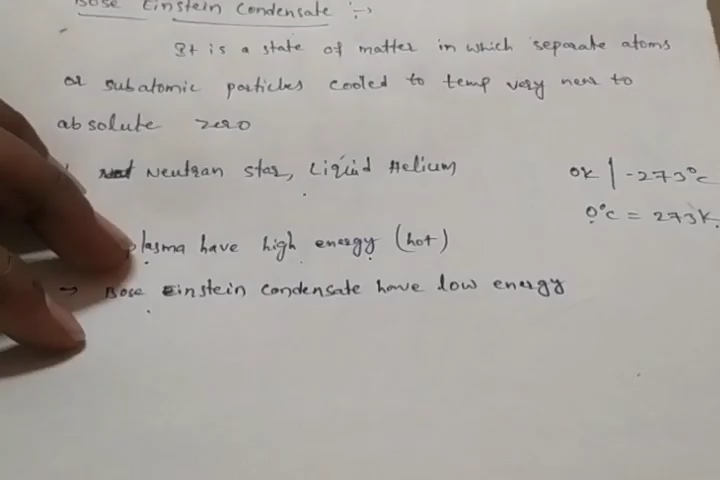 Bose Einstein Condensate :->
It is a state of matter in which separate atoms
or subatomic particles cooled to temp very near to
absolute zero
Neutran star, Liquid Helium
0K | -273°C
0°C = 273K.
plasma have high energy (hot)
→ Bose Einstein condensate have low energy